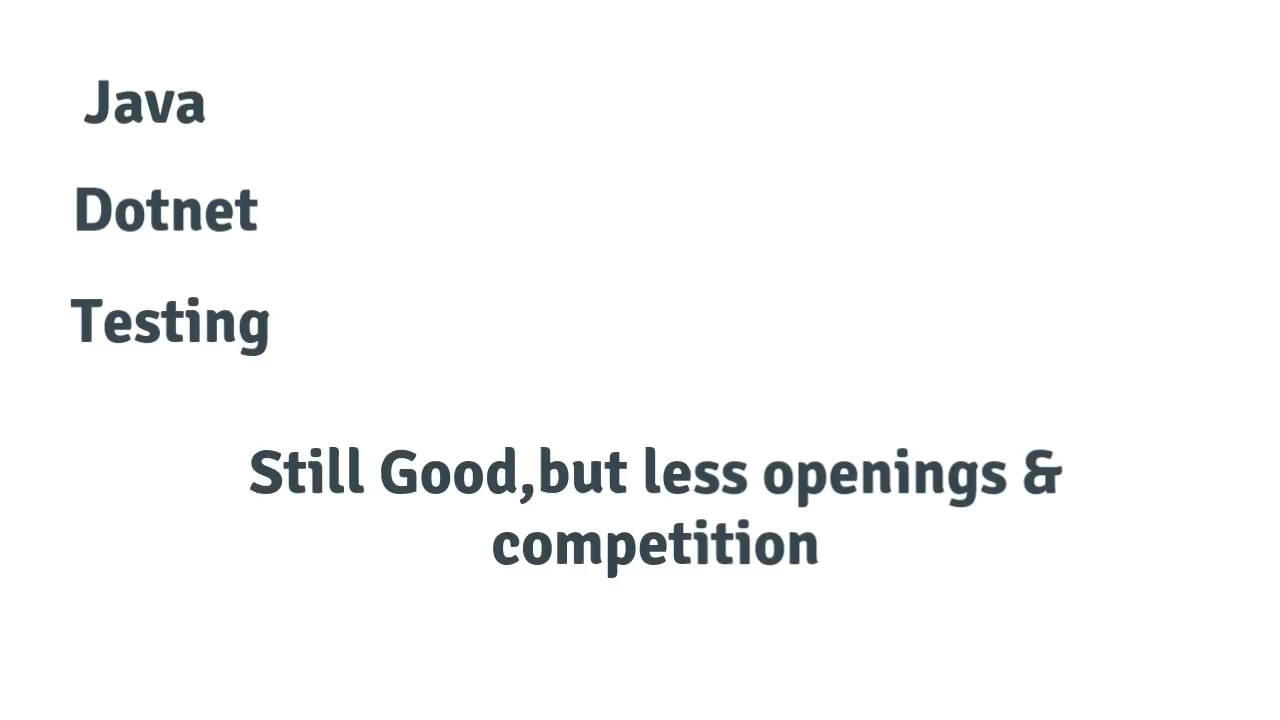 Java
Dotnet
Testing
Still Good,but less openings &
competition